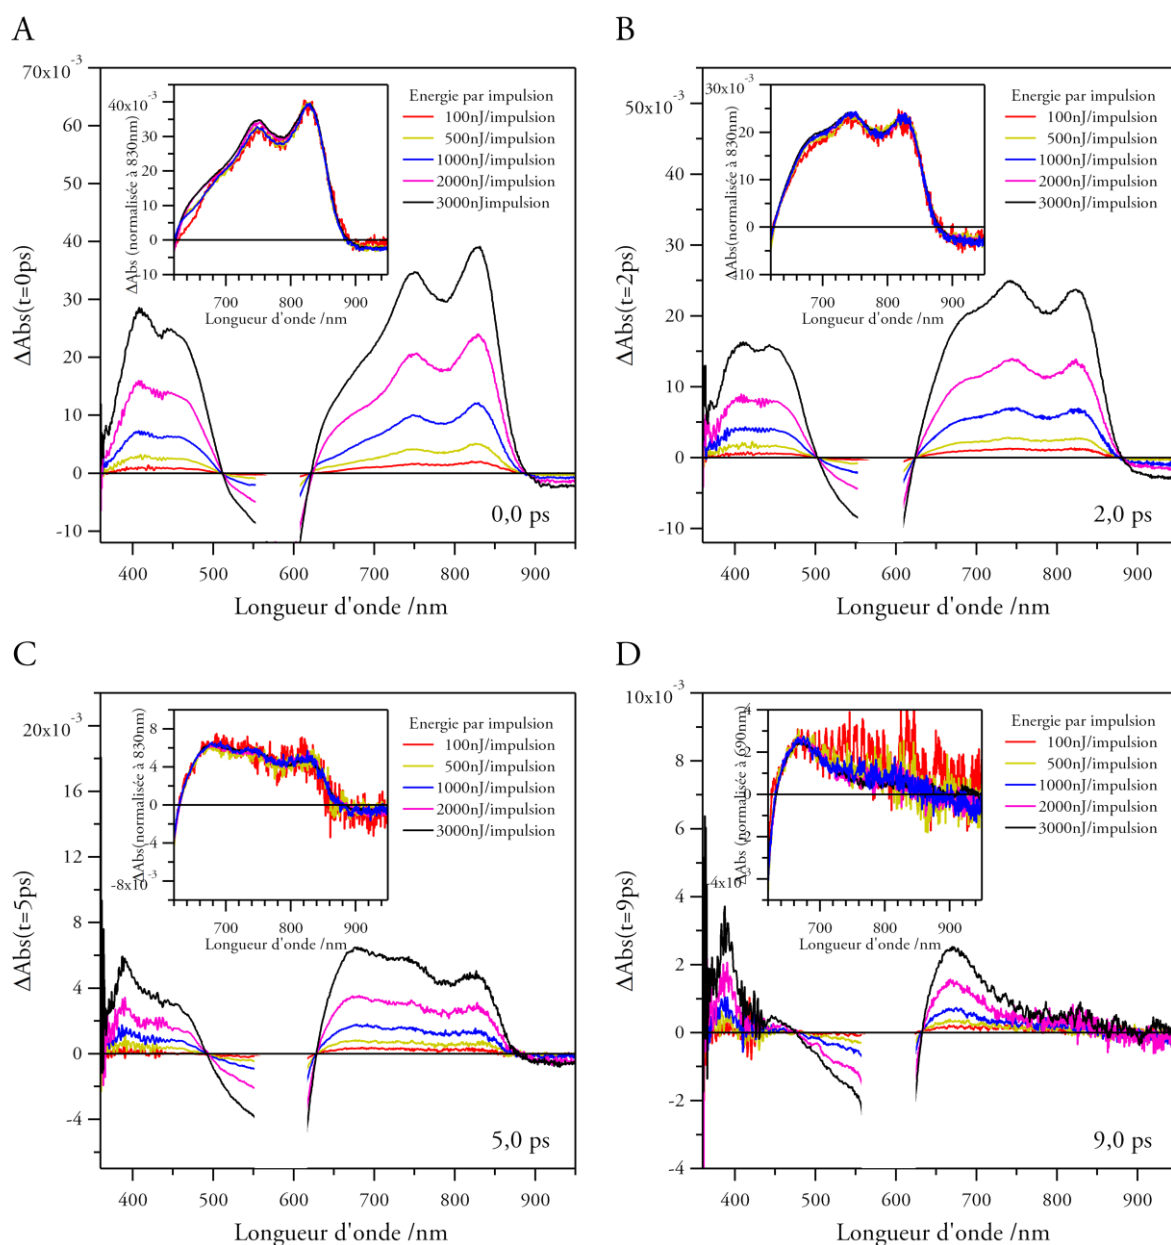 A
70x10-3
60
50
40
30
20
10
0
-10
ΔAbs(t=0ps)
400 500 600 700 800 900
Longueur d'onde /nm
0,0 ps
Energie par impulsion
100nJ/impulsion
500nJ/impulsion
1000nJ/impulsion
2000nJ/impulsion
3000nJimpulsion
40x10-3
30
20
10
0
10
ΔAbs (normalisée à 830nm)
700 800 900
Longueur d'onde /nm
B
50x10-3
40
30
20
10
0
-10
ΔAbs(t=2ps)
400 500 600 700 800 900
Longueur d'onde /nm
2,0 ps
Energie par impulsion
100nJ/impulsion
500nJ/impulsion
1000nJ/impulsion
2000nJ/impulsion
3000nJ/impulsion
30x10-3
20
10
0
10
ΔAbs(normalisée à 830nm)
700 800 900
Longueur d'onde /nm
C
20x10-3
16
12
8
4
0
-4
ΔAbs(t=5ps)
400 500 600 700 800 900
Longueur d'onde /nm
5,0 ps
Energie par impulsion
100nJ/impulsion
500nJ/impulsion
1000nJ/impulsion
2000nJ/impulsion
3000nJ/impulsion
8
4
0
-4
-8x10-3
ΔAbs(normalisée à 830nm)
700 800 900
Longueur d'onde /nm
D
10x10-3
8
6
4
2
0
-2
-4
ΔAbs(t=9ps)
400 500 600 700 800 900
Longueur d'onde /nm
9,0 ps
Energie par impulsion
100nJ/impulsion
500nJ/impulsion
1000nJ/impulsion
2000nJ/impulsion
3000nJ/impulsion
4
2
0
-2
-4x10-3
ΔAbs (normalisée à 690nm)
700 800 900
Longueur d'onde /nm